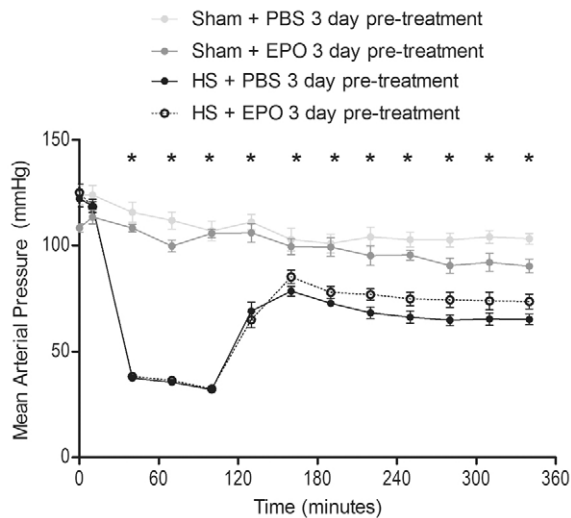 Sham + PBS 3 day pre-treatment
Sham + EPO 3 day pre-treatment
HS + PBS 3 day pre-treatment
HS + EPO 3 day pre-treatment
150
* * * * * * * * * * *
100
50
0
Mean Arterial Pressure (mmHg)
0 60 120 180 240 300 360
Time (minutes)